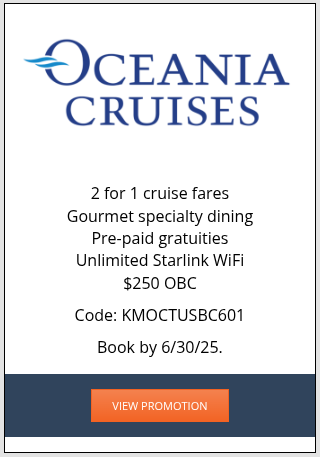 OCEANIA
CRUISES
2 for 1 cruise fares
Gourmet specialty dining
Pre-paid gratuities
Unlimited Starlink WiFi
$250 OBC
Code: KMOCTUSBC601
Book by 6/30/25.
VIEW PROMOTION